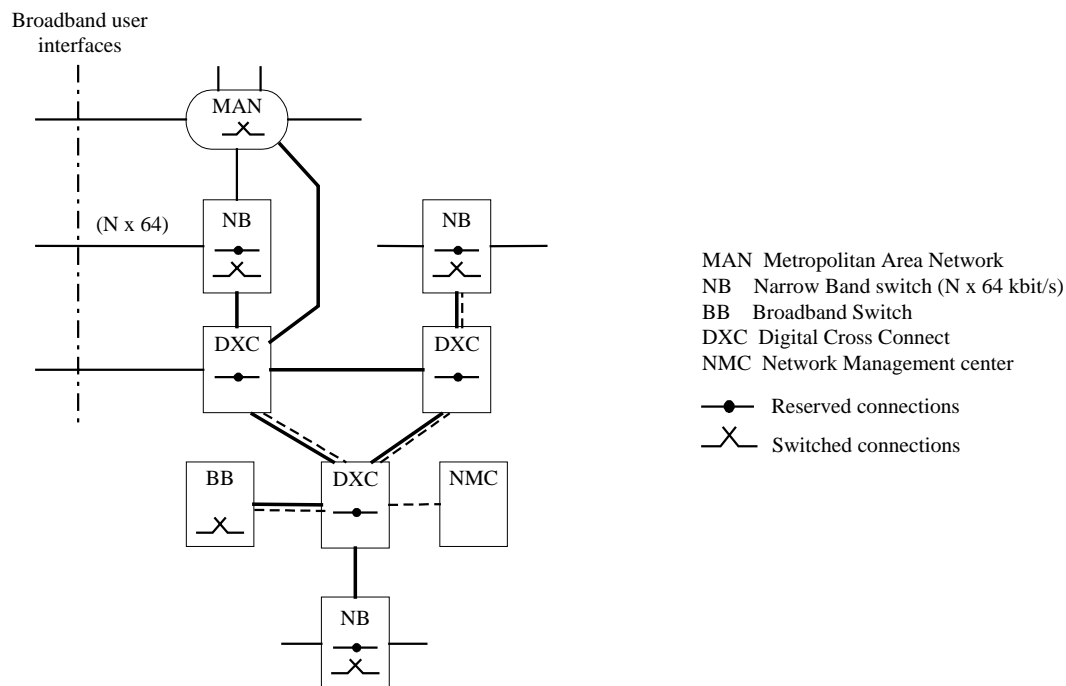 Broadband user
interfaces
MAN
(N x 64)
NB
NB
DXC
DXC
BB
DXC
NMC
NB
MAN Metropolitan Area Network
NB Narrow Band switch (N x 64 kbit/s)
BB Broadband Switch
DXC Digital Cross Connect
NMC Network Management center
Reserved connections
Switched connections